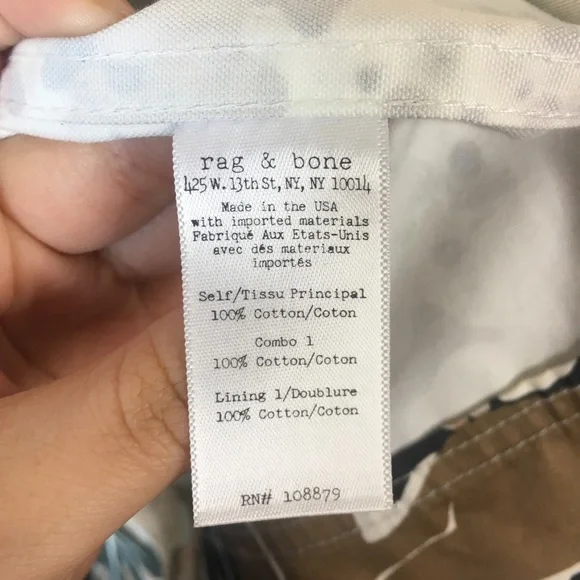 rag & bone
425 W. 13th St, NY, NY 10014
Made in the USA
with imported materials
Fabriqué Aux Etats-Unis
avec dés materiaux
importés
Self/Tissu Principal
100% Cotton/Coton
Combo 1
100% Cotton/Coton
Lining 1/Doublure
100% Cotton/Coton
RN# 108879